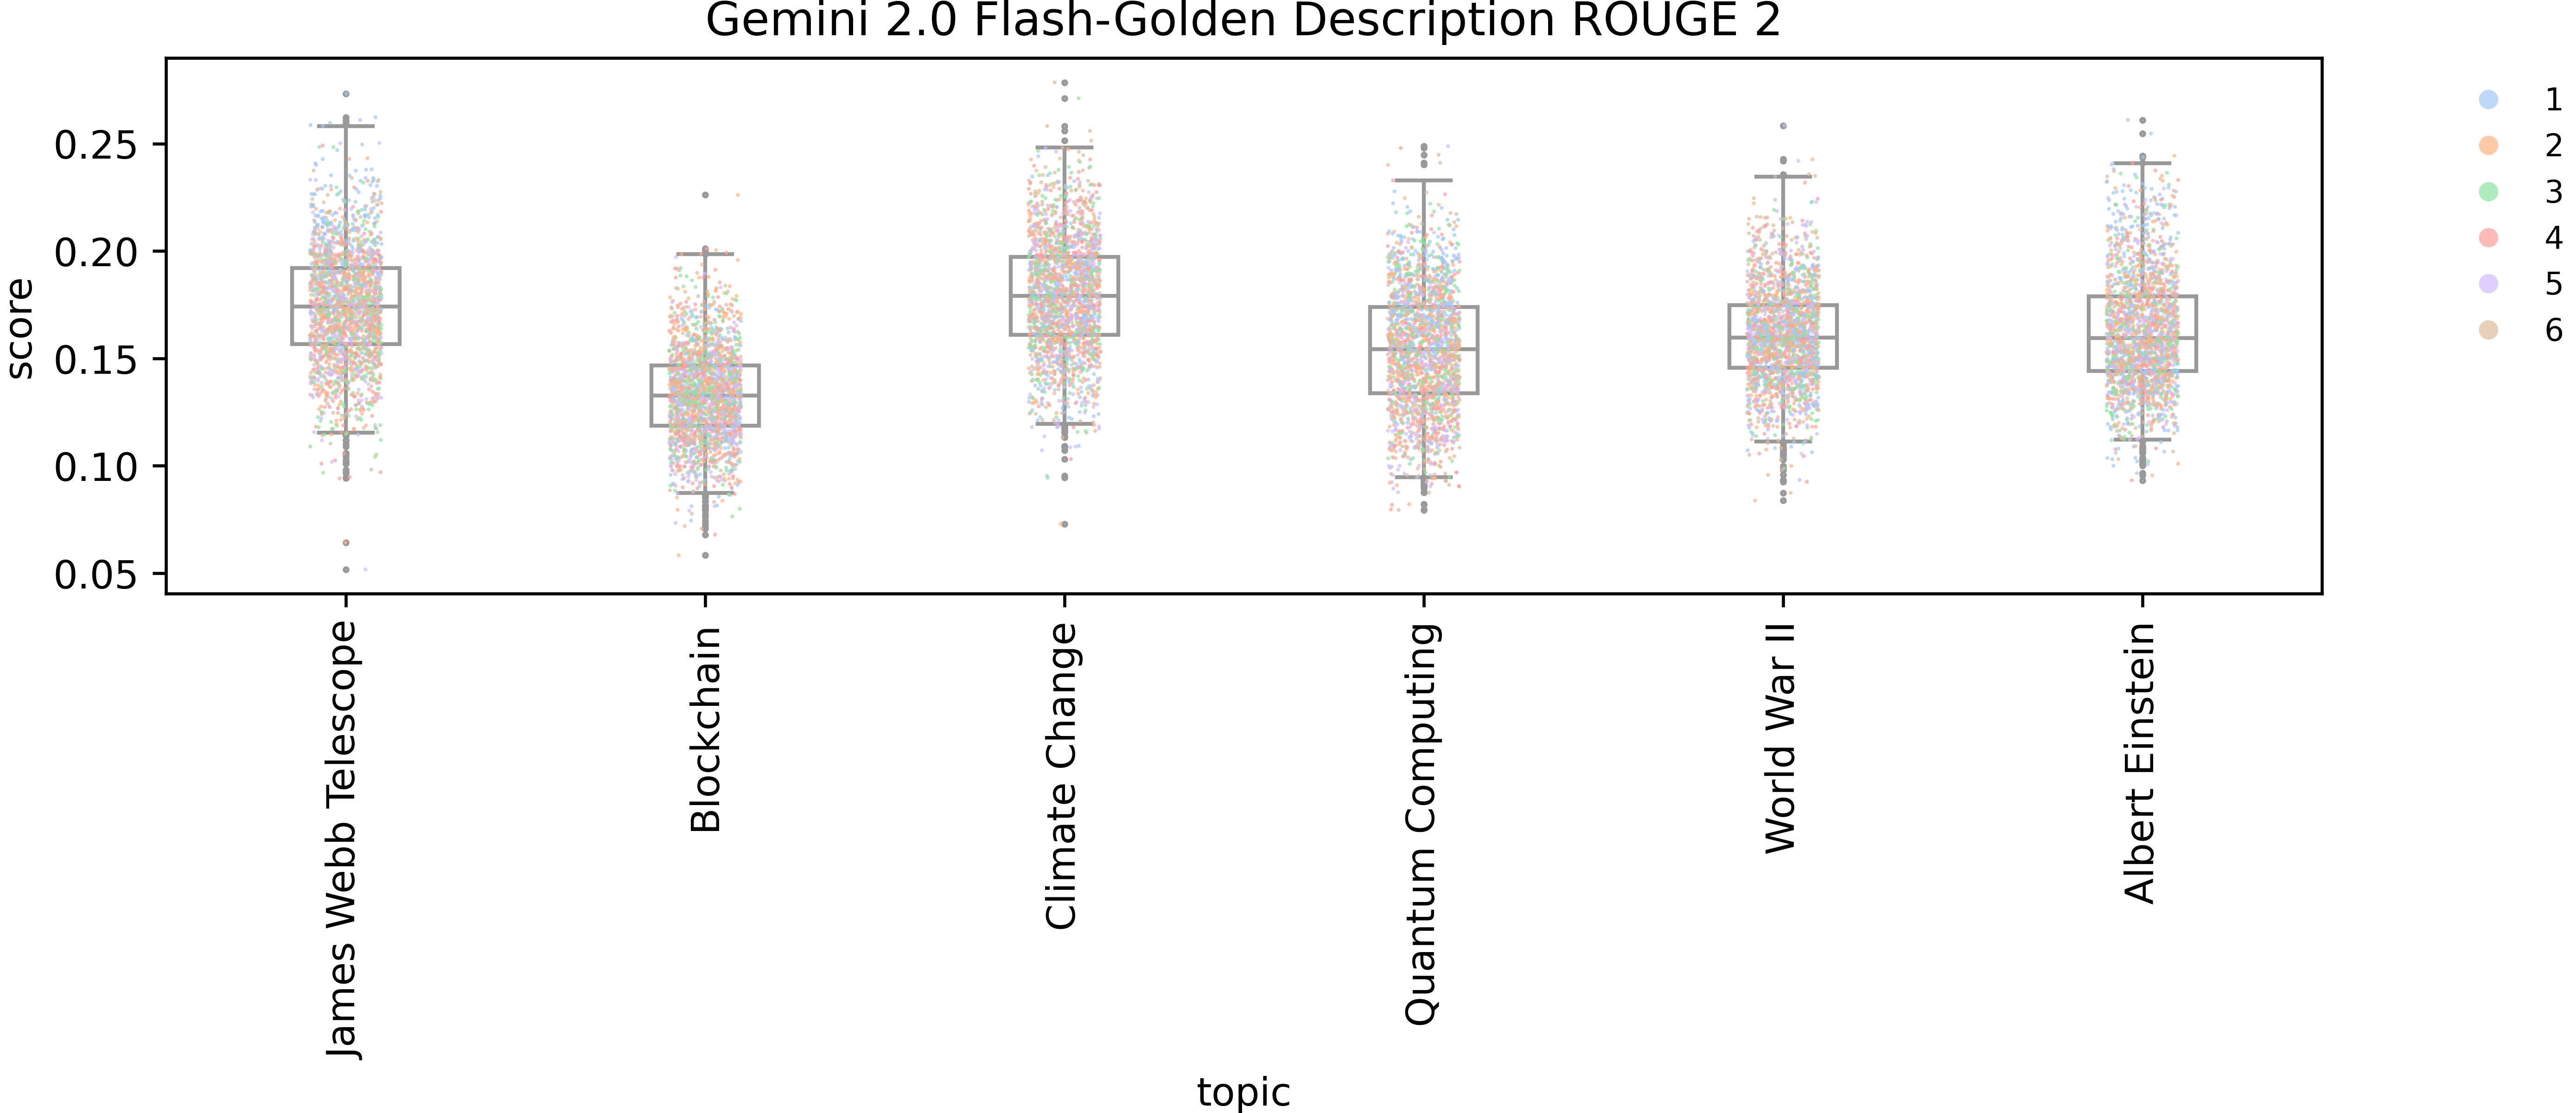 Gemini 2.0 Flash-Golden Description ROUGE 2
score
0.25
0.20
0.15
0.10
0.05
James Webb Telescope
Blockchain
Climate Change
Quantum Computing
World War II
Albert Einstein
topic
1
2
3
4
5
6